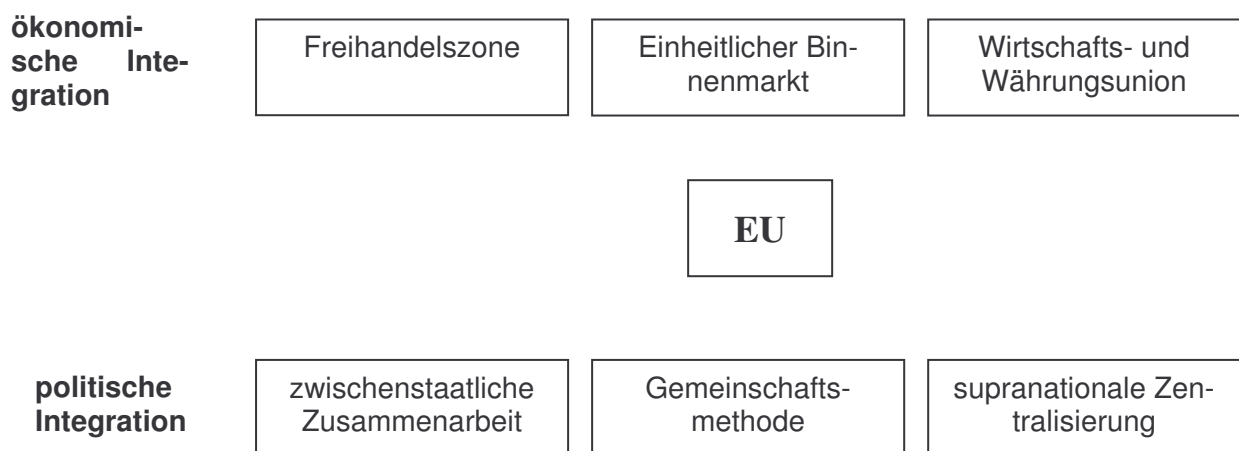 ökonomi-
sche Inte-
gration
Freihandelszone
Einheitlicher Bin-
nenmarkt
Wirtschafts- und
Währungsunion
EU
politische
Integration
zwischenstaatliche
Zusammenarbeit
Gemeinschafts-
methode
supranationale Zen-
tralisierung